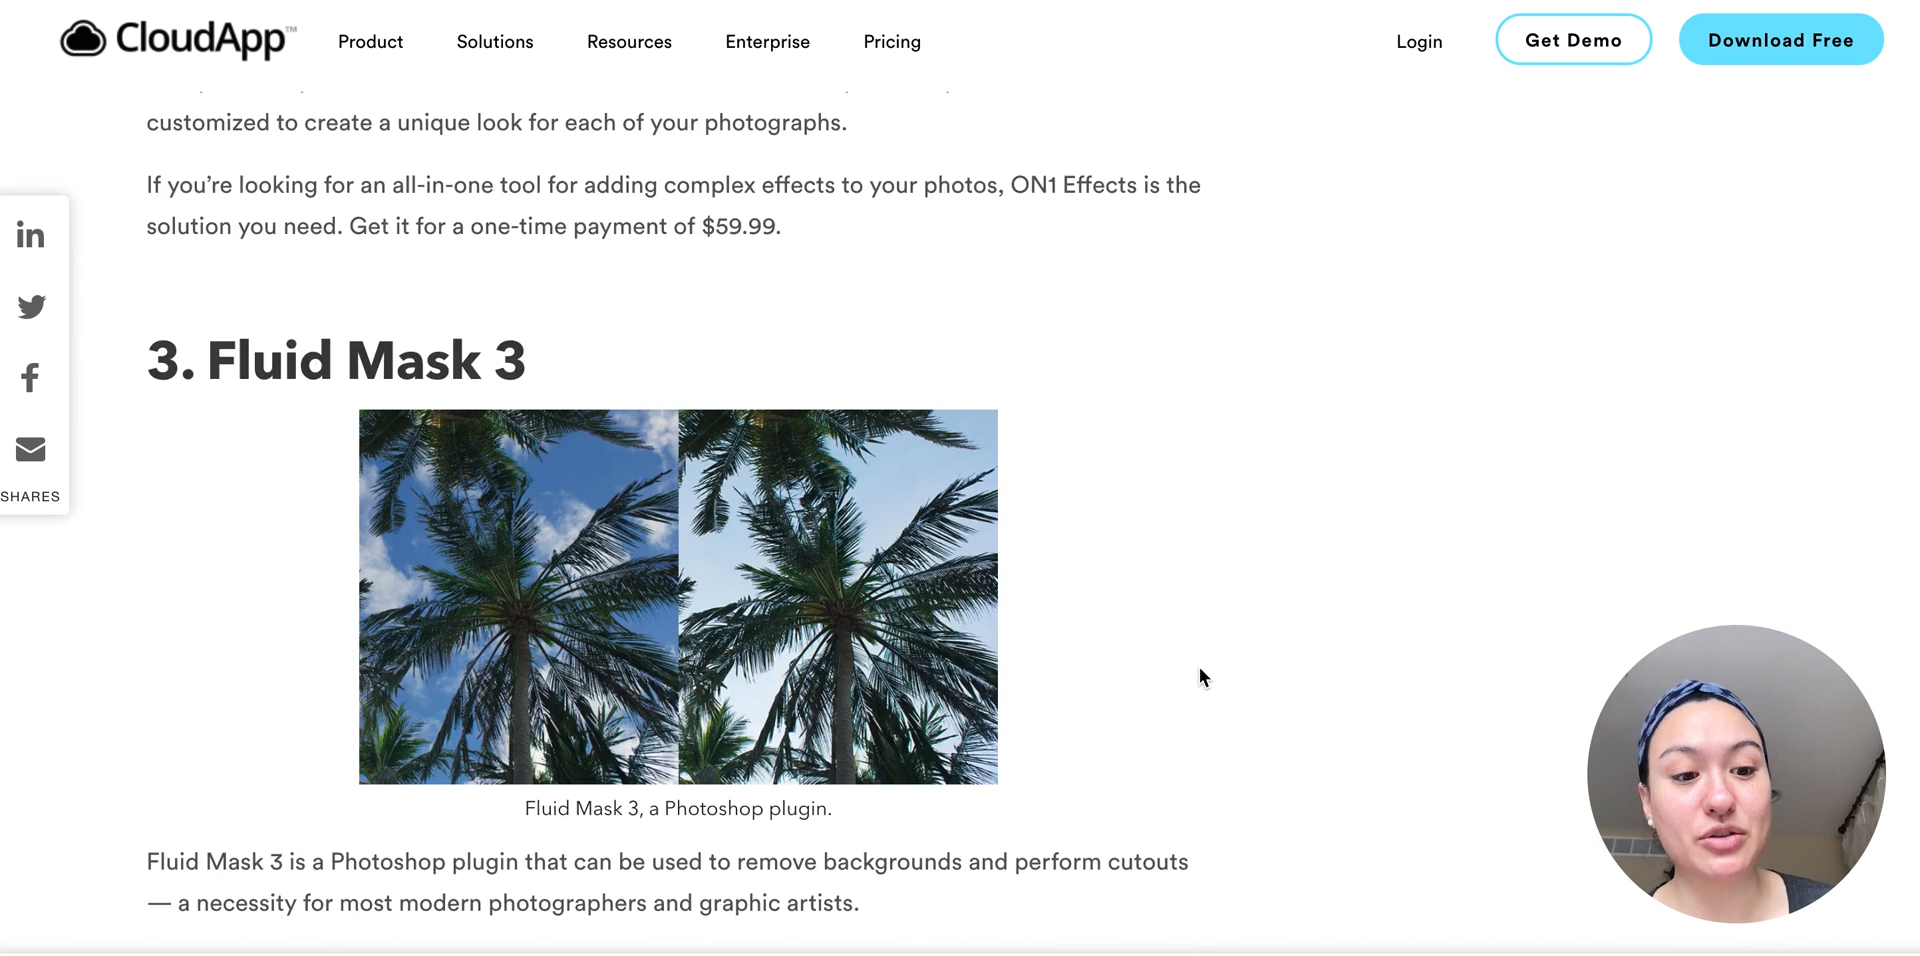 CloudApp™
Product
Solutions
Resources
Enterprise
Pricing
Login
Get Demo
Download Free
customized to create a unique look for each of your photographs.
If you’re looking for an all-in-one tool for adding complex effects to your photos, ON1 Effects is the
solution you need. Get it for a one-time payment of $59.99.
SHARES
3. Fluid Mask 3
Fluid Mask 3, a Photoshop plugin.
Fluid Mask 3 is a Photoshop plugin that can be used to remove backgrounds and perform cutouts
— a necessity for most modern photographers and graphic artists.